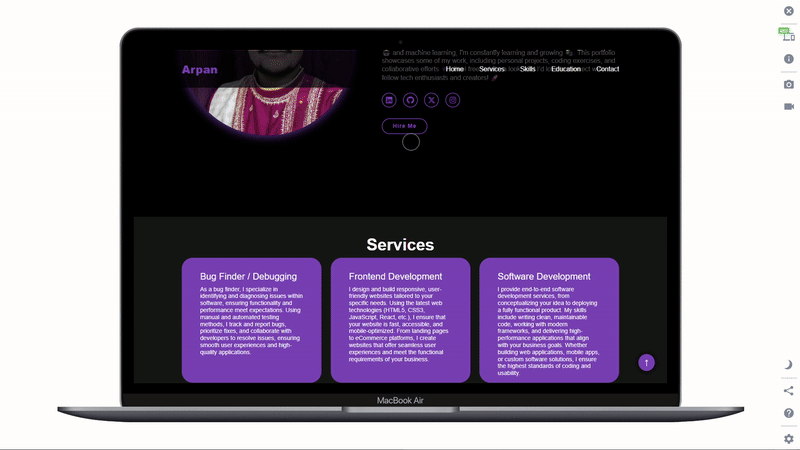 and machine learning, I'm constantly learning and growing. This portfolio
showcases some of my work, including personal projects, coding exercises, and
collaborative efforts
Arpan
Home Services Skills Education Contact
fellow tech enthusiasts and creators!
Hire Me
Services
Bug Finder / Debugging
As a bug finder, I specialize in
identifying and diagnosing issues within
software, ensuring functionality and
performance meet expectations. Using
manual and automated testing
methods, I track and report bugs,
prioritize fixes, and collaborate with
developers to resolve issues, ensuring
smooth user experiences and high-
quality applications.
Frontend Development
I design and build responsive, user-
friendly websites tailored to your
specific needs. Using the latest web
technologies (HTML5, CSS3,
JavaScript, React, etc.), I ensure that
your website is fast, accessible, and
mobile-optimized. From landing pages
to eCommerce platforms, I create
websites that offer seamless user
experiences and meet the functional
requirements of your business.
Software Development
I provide end-to-end software
development services, from
conceptualizing your idea to deploying
a fully functional product. My skills
include writing clean, maintainable
code, working with modern
frameworks, and delivering high-
performance applications that align
with your business goals. Whether
building web applications, mobile apps,
or custom software solutions, I ensure
the highest standards of coding and
usability.
MacBook Air